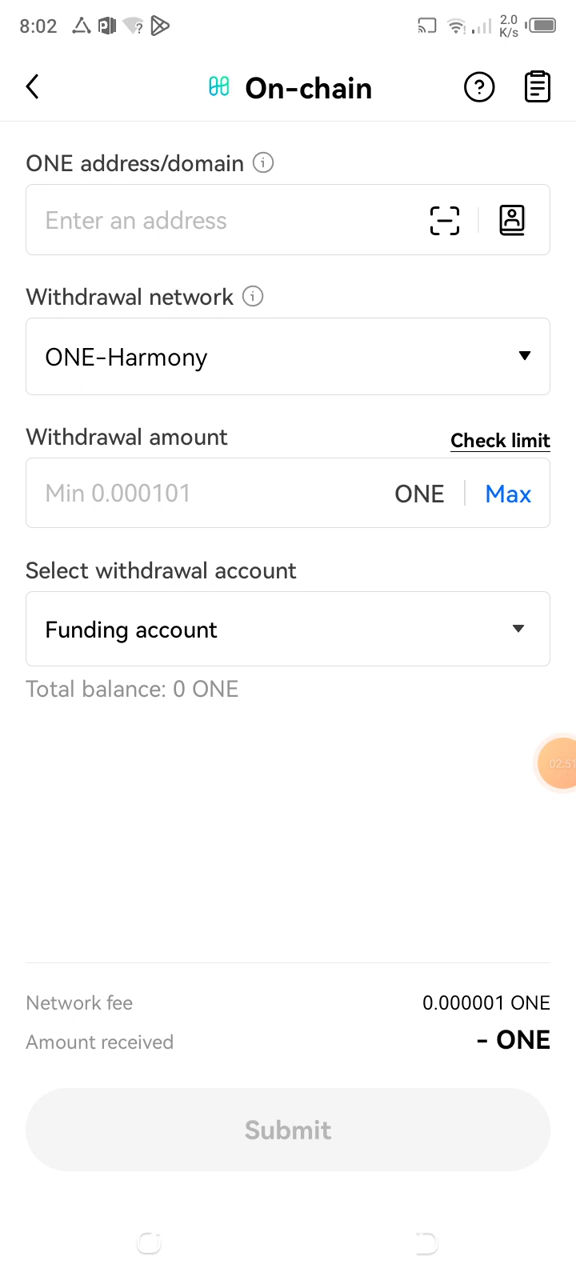 8:02
2.0
K/s
On-chain
ONE address/domain
Enter an address
Withdrawal network
ONE-Harmony
Withdrawal amount
Check limit
Min 0.000101
ONE
Max
Select withdrawal account
Funding account
Total balance: 0 ONE
02:51
Network fee
0.000001 ONE
Amount received
- ONE
Submit